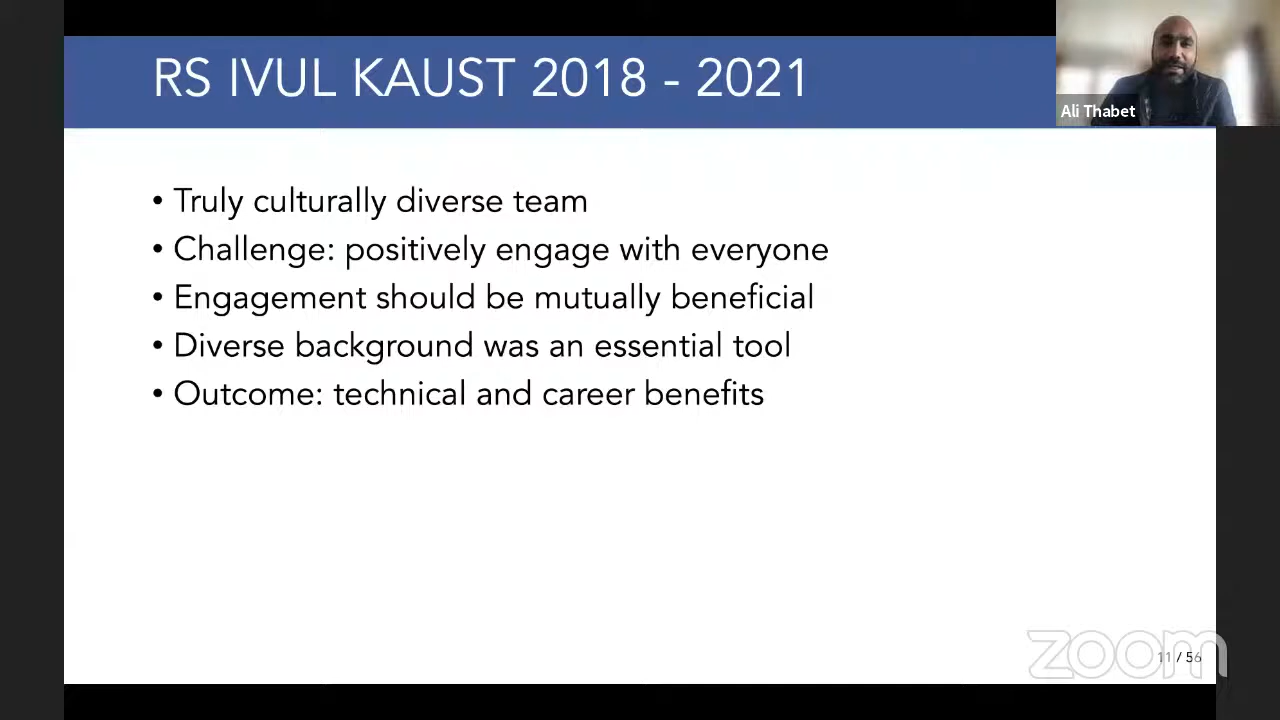 RS IVUL KAUST 2018 - 2021
Ali Thabet
• Truly culturally diverse team
• Challenge: positively engage with everyone
• Engagement should be mutually beneficial
• Diverse background was an essential tool
• Outcome: technical and career benefits
zoom
11 / 56